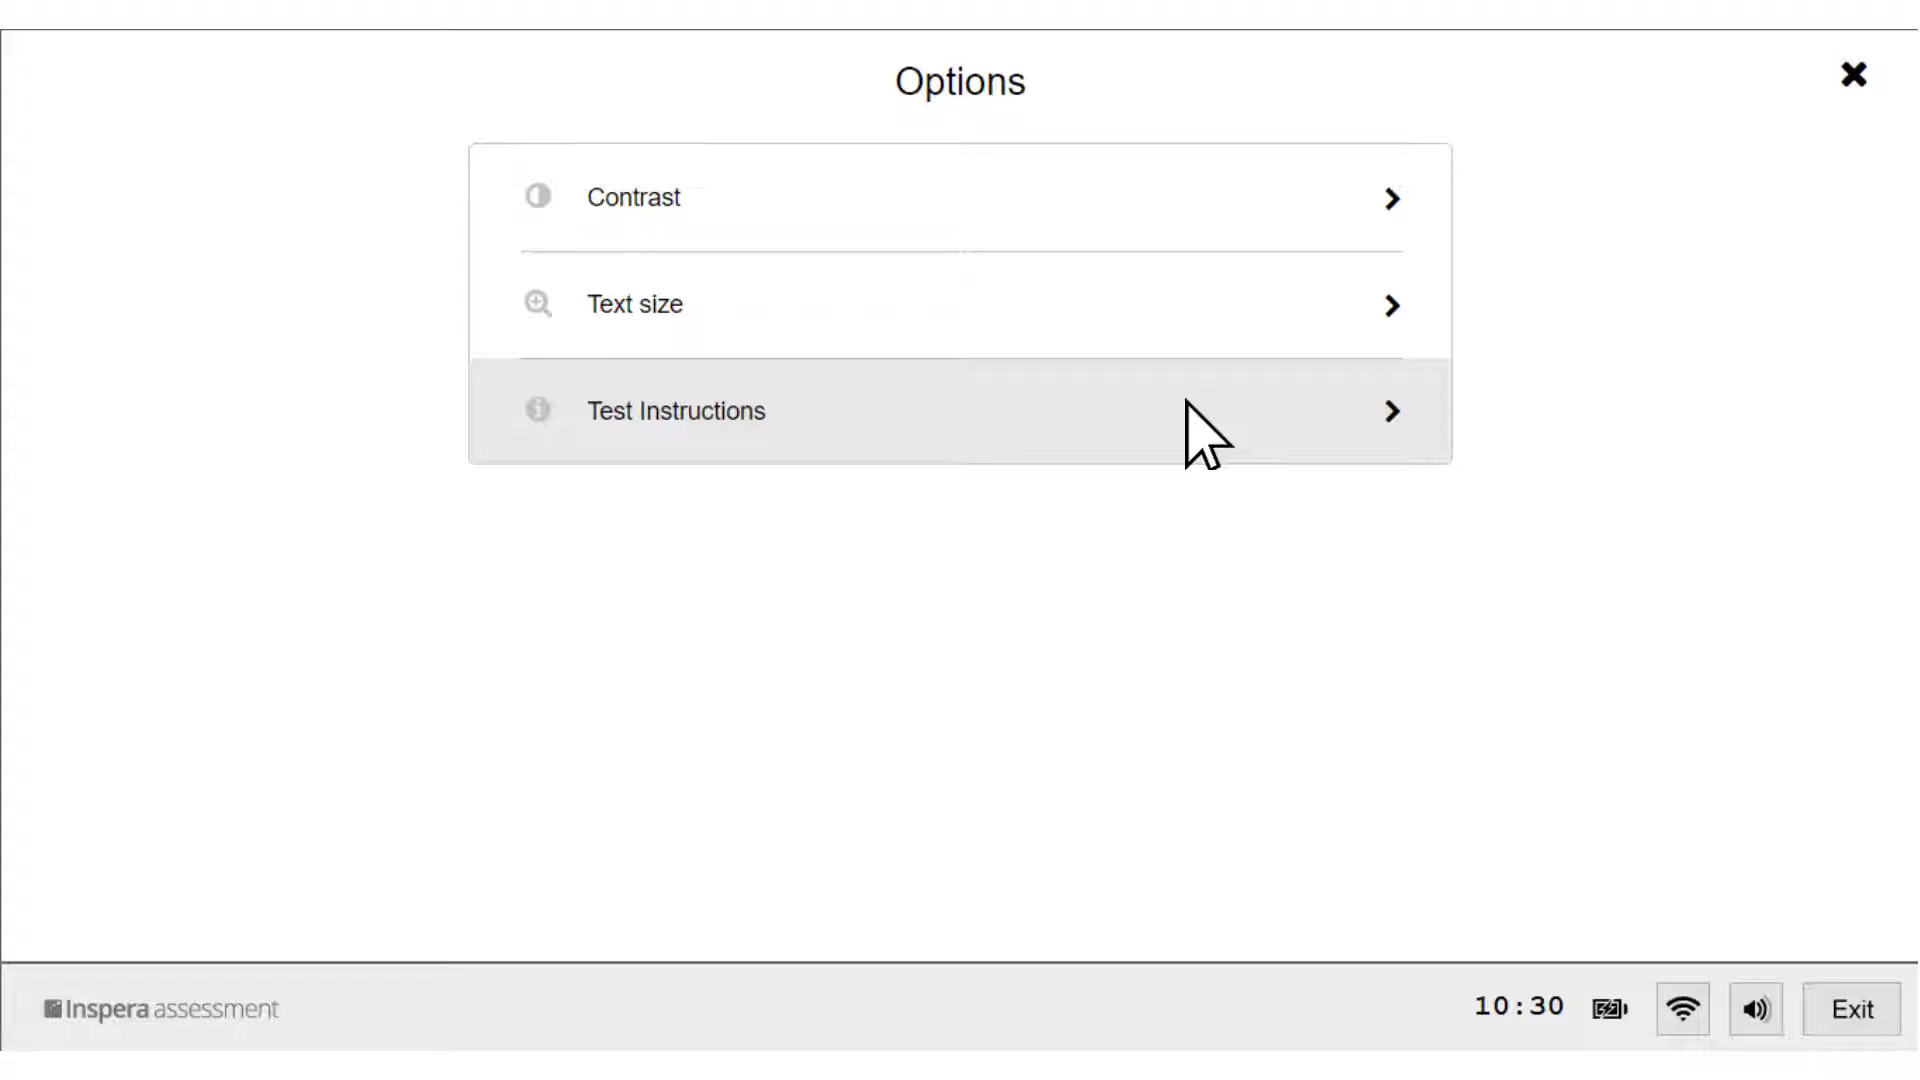 Options
Contrast
Text size
Test Instructions
Inspera assessment
10:30
Exit